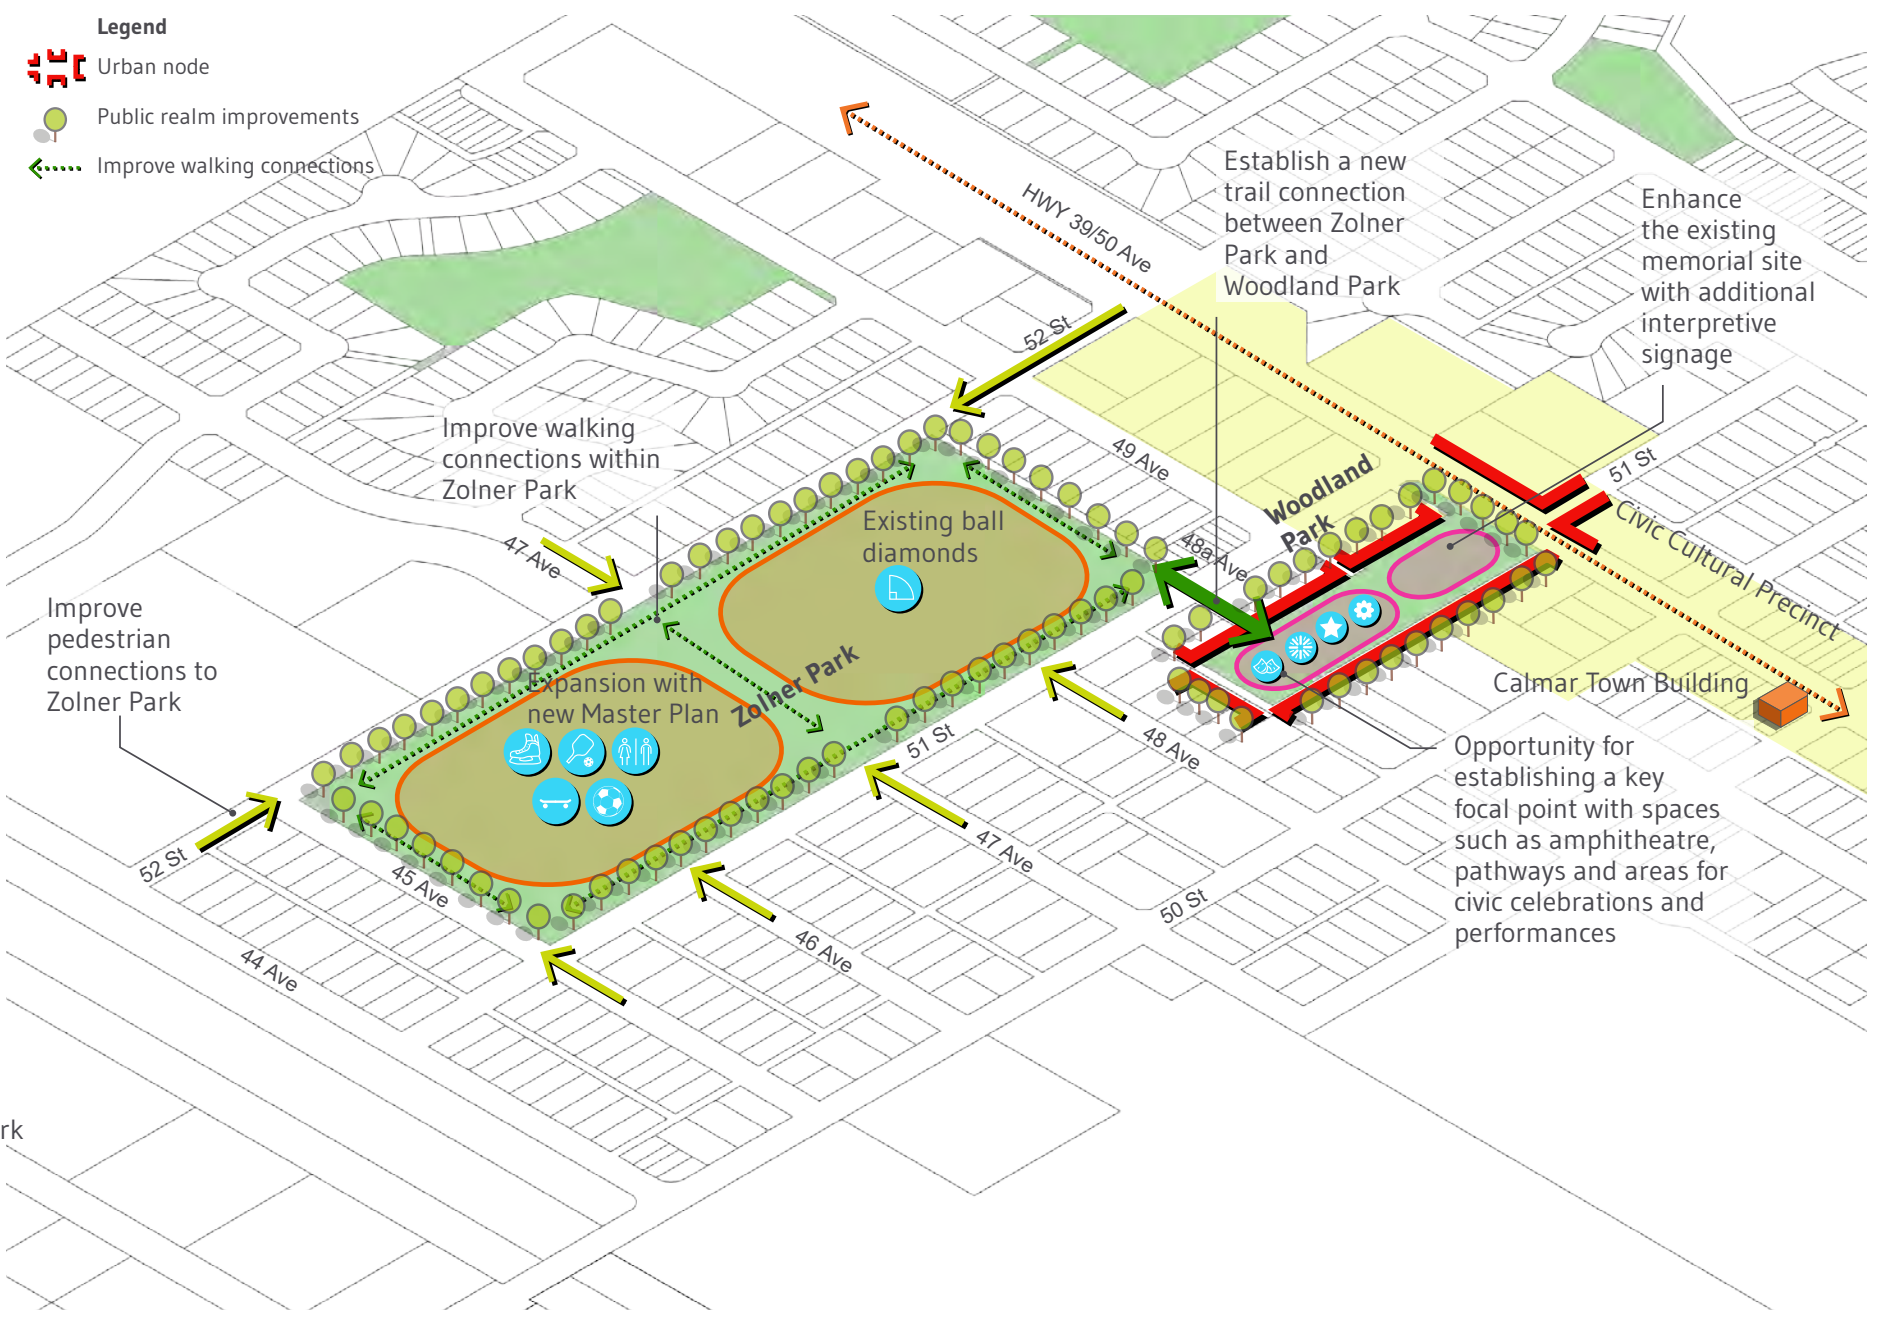 Legend
Urban node
Public realm improvements
Improve walking connections
HWY 39/50 Ave
Establish a new
trail connection
between Zolner
Park and
Woodland Park
Enhance
the existing
memorial site
with additional
interpretive
signage
52 St
Improve walking
connections within
Zolner Park
49 Ave
Woodland
Park
51 St
Civic Cultural Precinct
47 Ave
Existing ball
diamonds
48a Ave
Improve
pedestrian
connections to
Zolner Park
Expansion with
new Master Plan
Zolner Park
Calmar Town Building
51 St
48 Ave
Opportunity for
establishing a key
focal point with spaces
such as amphitheatre,
pathways and areas for
civic celebrations and
performances
52 St
45 Ave
47 Ave
50 St
46 Ave
44 Ave
rk